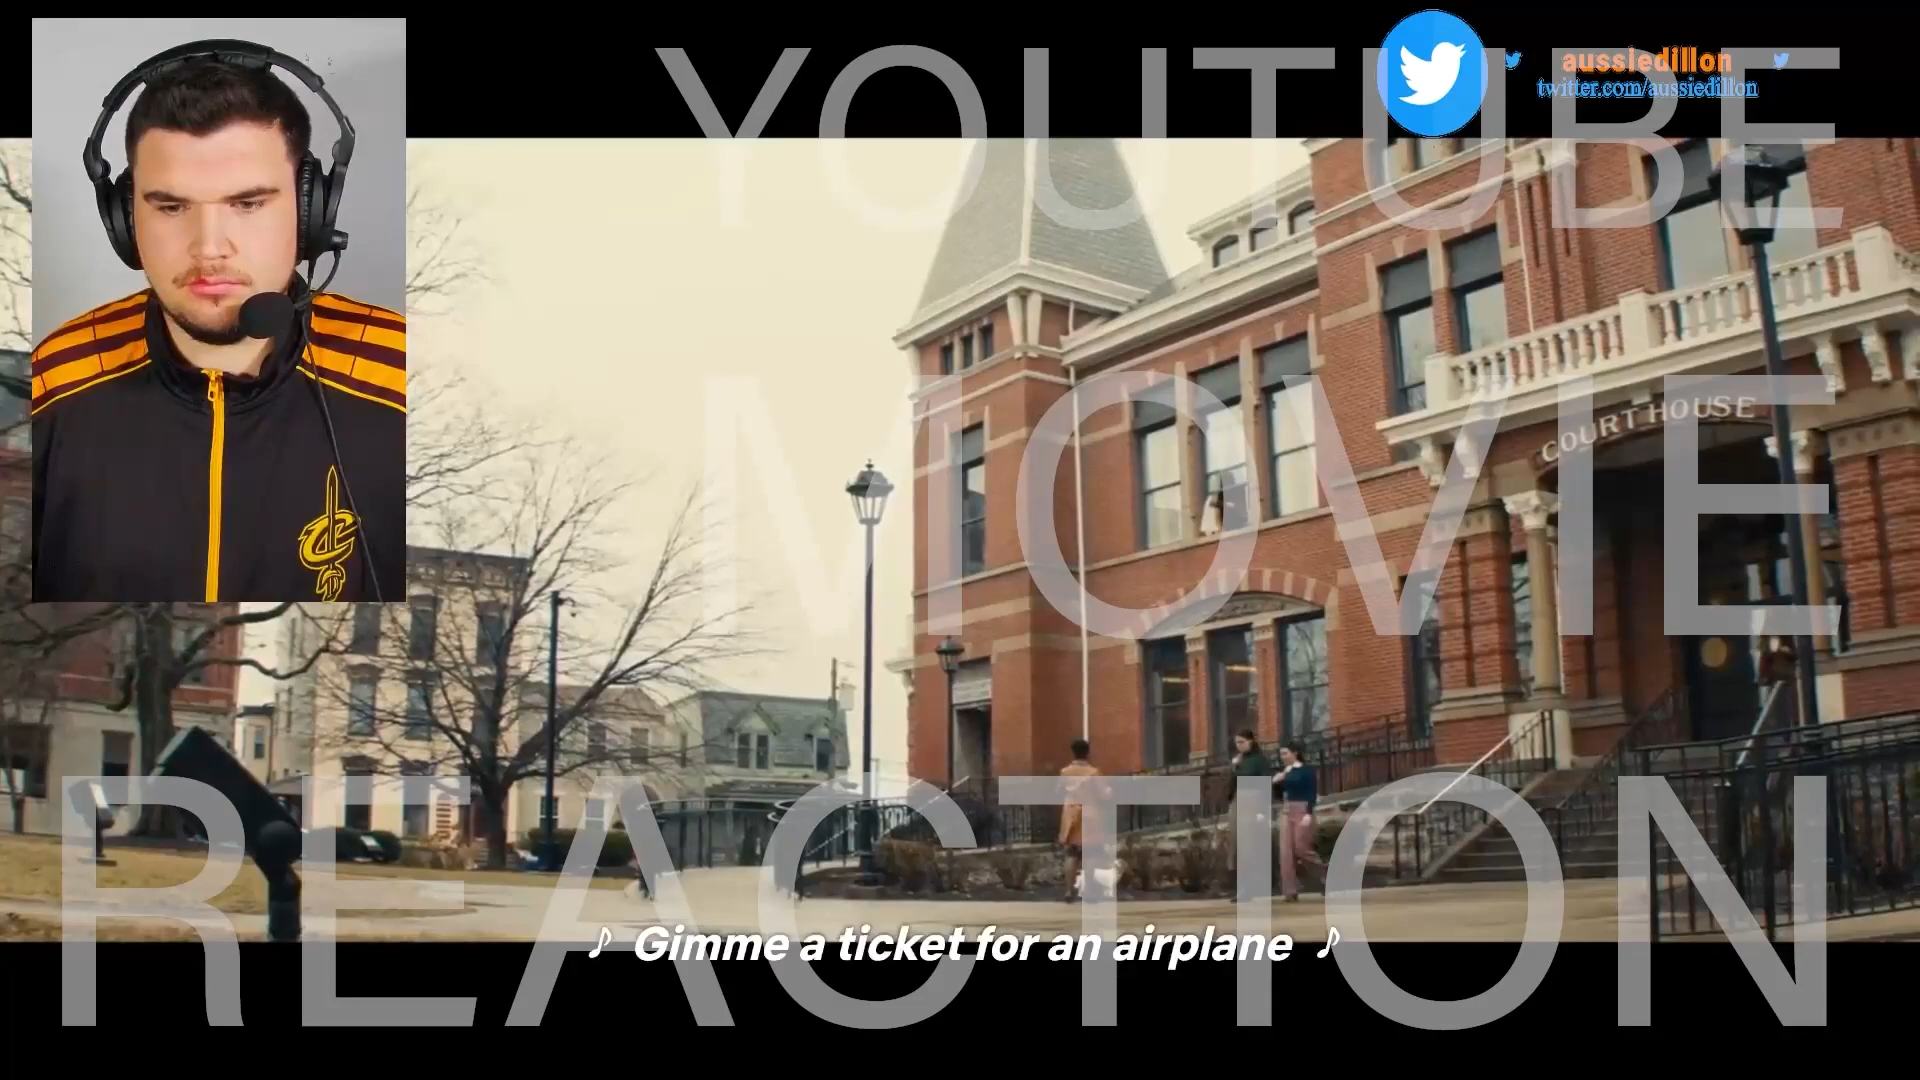 YOUTUBE
aussiedillon
twitter.com/aussiedillon
MOVIE
COURT HOUSE
REACTION
♪ Gimme a ticket for an airplane ♪